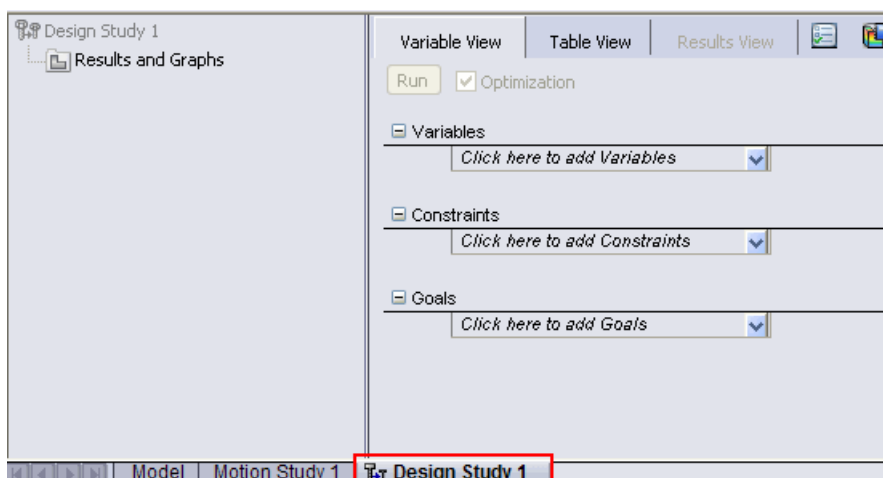 Design Study 1
Results and Graphs
Variable View Table View Results View
Run Optimization
Variables
Click here to add Variables
Constraints
Click here to add Constraints
Goals
Click here to add Goals
Model Motion Study 1 Design Study 1